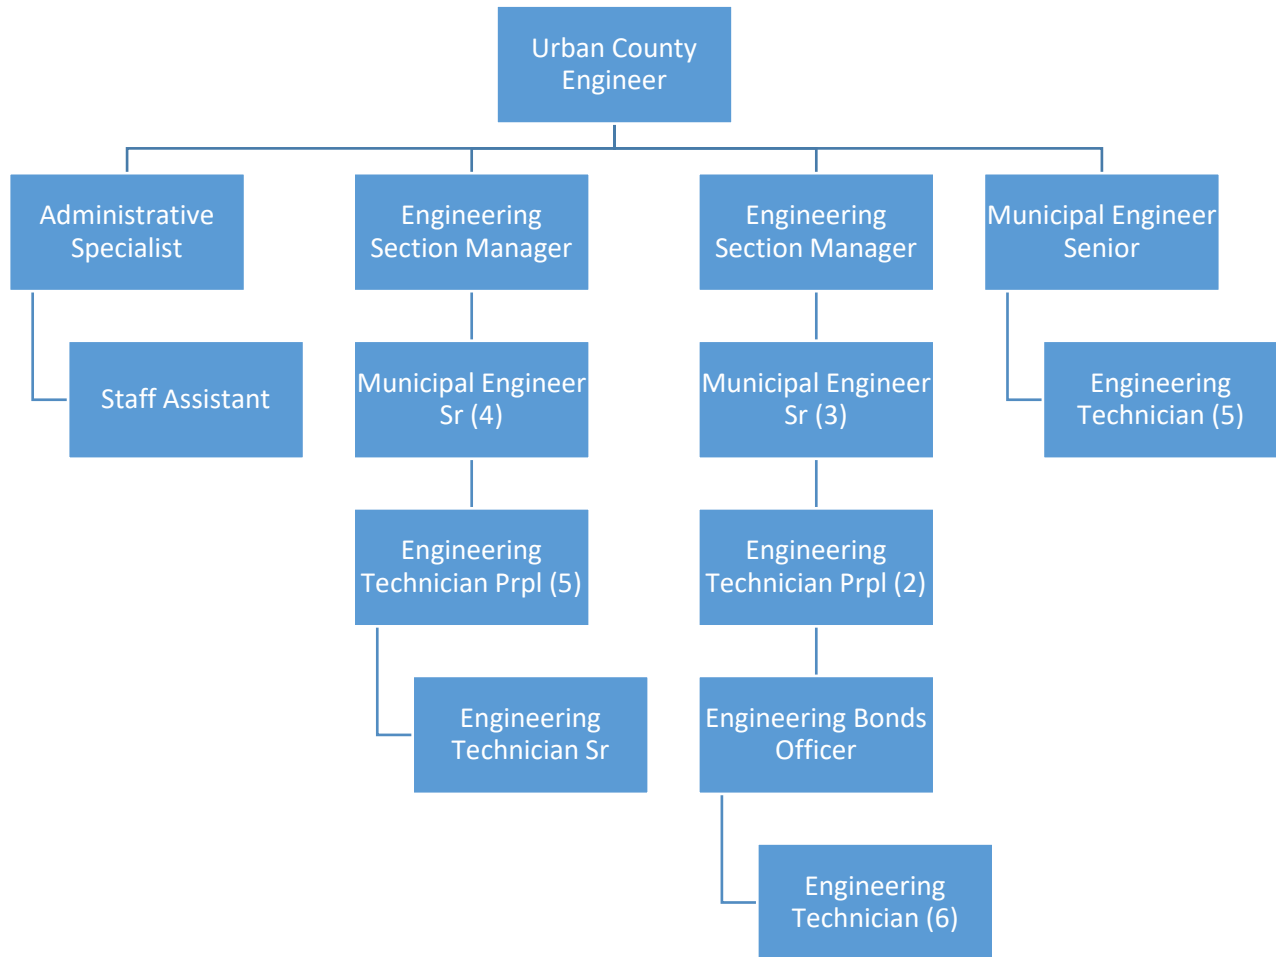 Urban County
Engineer
Administrative
Specialist
Engineering
Section Manager
Engineering
Section Manager
Municipal Engineer
Senior
Staff Assistant
Municipal Engineer
Sr (4)
Municipal Engineer
Sr (3)
Engineering
Technician (5)
Engineering
Technician Prpl (5)
Engineering
Technician Prpl (2)
Engineering
Technician Sr
Engineering Bonds
Officer
Engineering
Technician (6)